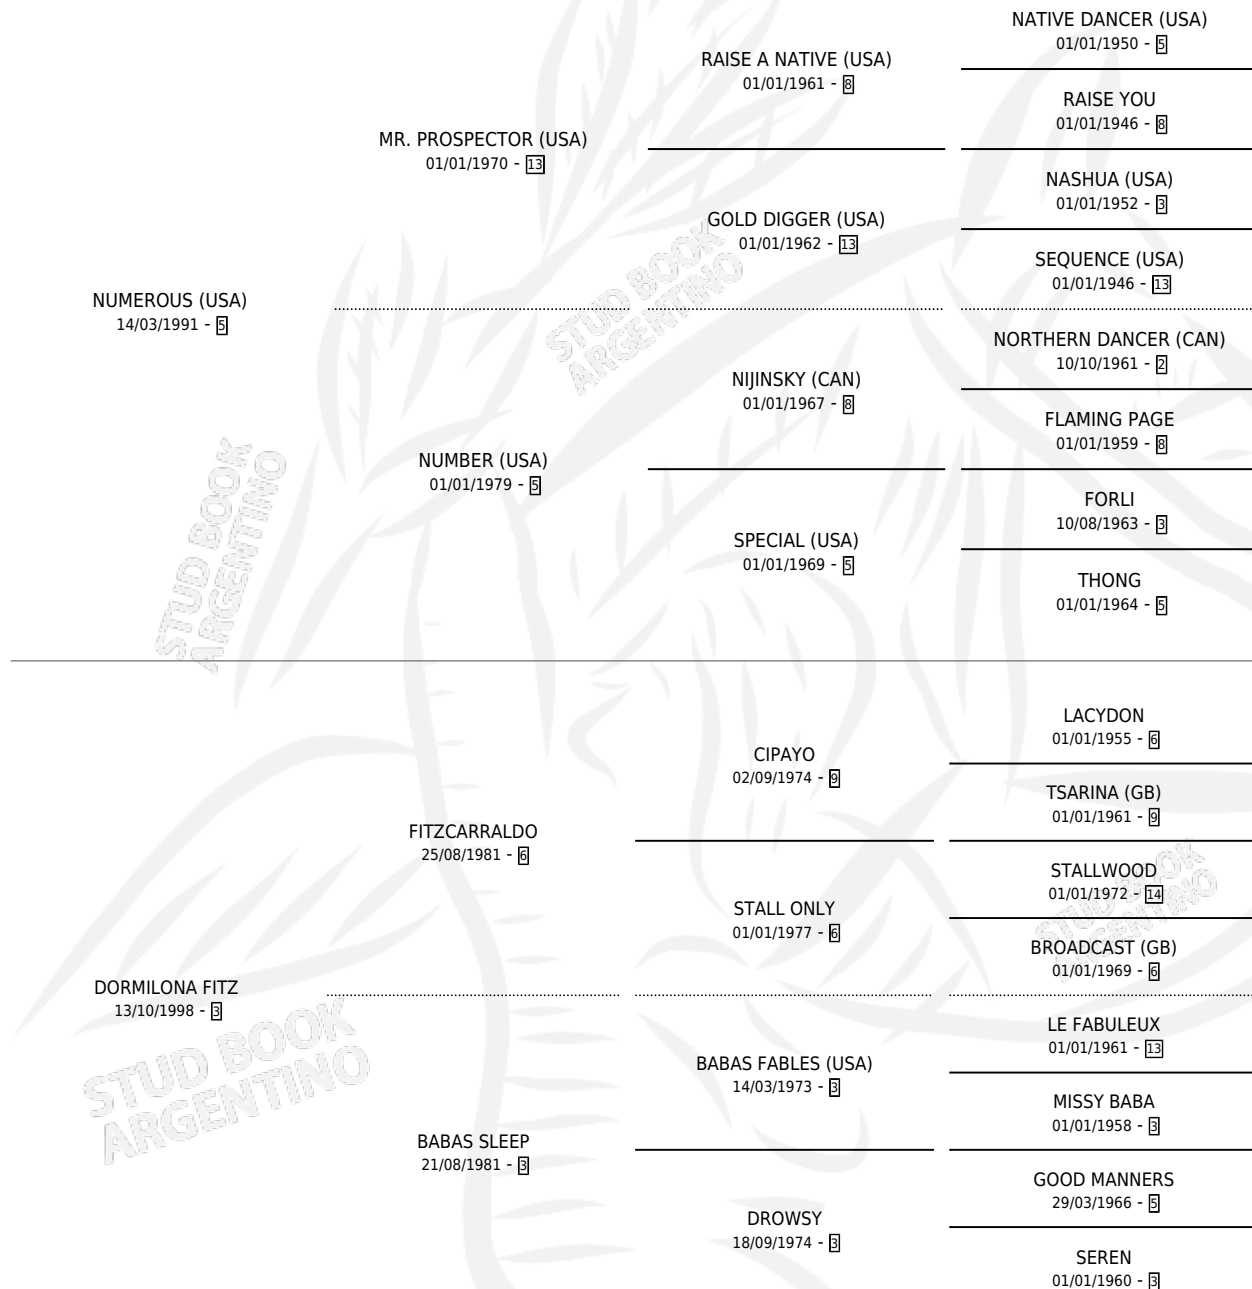 NATIVE DANCER (USA)
01/01/1950 - 5
RAISE A NATIVE (USA)
01/01/1961 - 8
RAISE YOU
01/01/1946 - 8
MR. PROSPECTOR (USA)
01/01/1970 - 13
NASHUA (USA)
01/01/1952 - 3
GOLD DIGGER (USA)
01/01/1962 - 13
SEQUENCE (USA)
01/01/1946 - 13
NUMEROUS (USA)
14/03/1991 - 5
STUD BOOK
ARGENTINO
NORTHERN DANCER (CAN)
10/10/1961 - 2
NIJINSKY (CAN)
01/01/1967 - 8
FLAMING PAGE
01/01/1959 - 8
NUMBER (USA)
01/01/1979 - 5
FORLI
10/08/1963 - 3
SPECIAL (USA)
01/01/1969 - 5
THONG
01/01/1964 - 5
STUD BOOK
ARGENTINO
LACYDON
01/01/1955 - 6
CIPAYO
02/09/1974 - 9
TSARINA (GB)
01/01/1961 - 9
FITZCARRALDO
25/08/1981 - 6
STALLWOOD
01/01/1972 - 14
STALL ONLY
01/01/1977 - 6
BROADCAST (GB)
01/01/1969 - 6
STUD BOOK
ARGENTINO
DORMILONA FITZ
13/10/1998 - 3
LE FABULEUX
01/01/1961 - 13
BABAS FABLES (USA)
14/03/1973 - 3
MISSY BABA
01/01/1958 - 3
STUD BOOK
ARGENTINO
BABAS SLEEP
21/08/1981 - 3
GOOD MANNERS
29/03/1966 - 5
DROWSY
18/09/1974 - 3
SEREN
01/01/1960 - 3